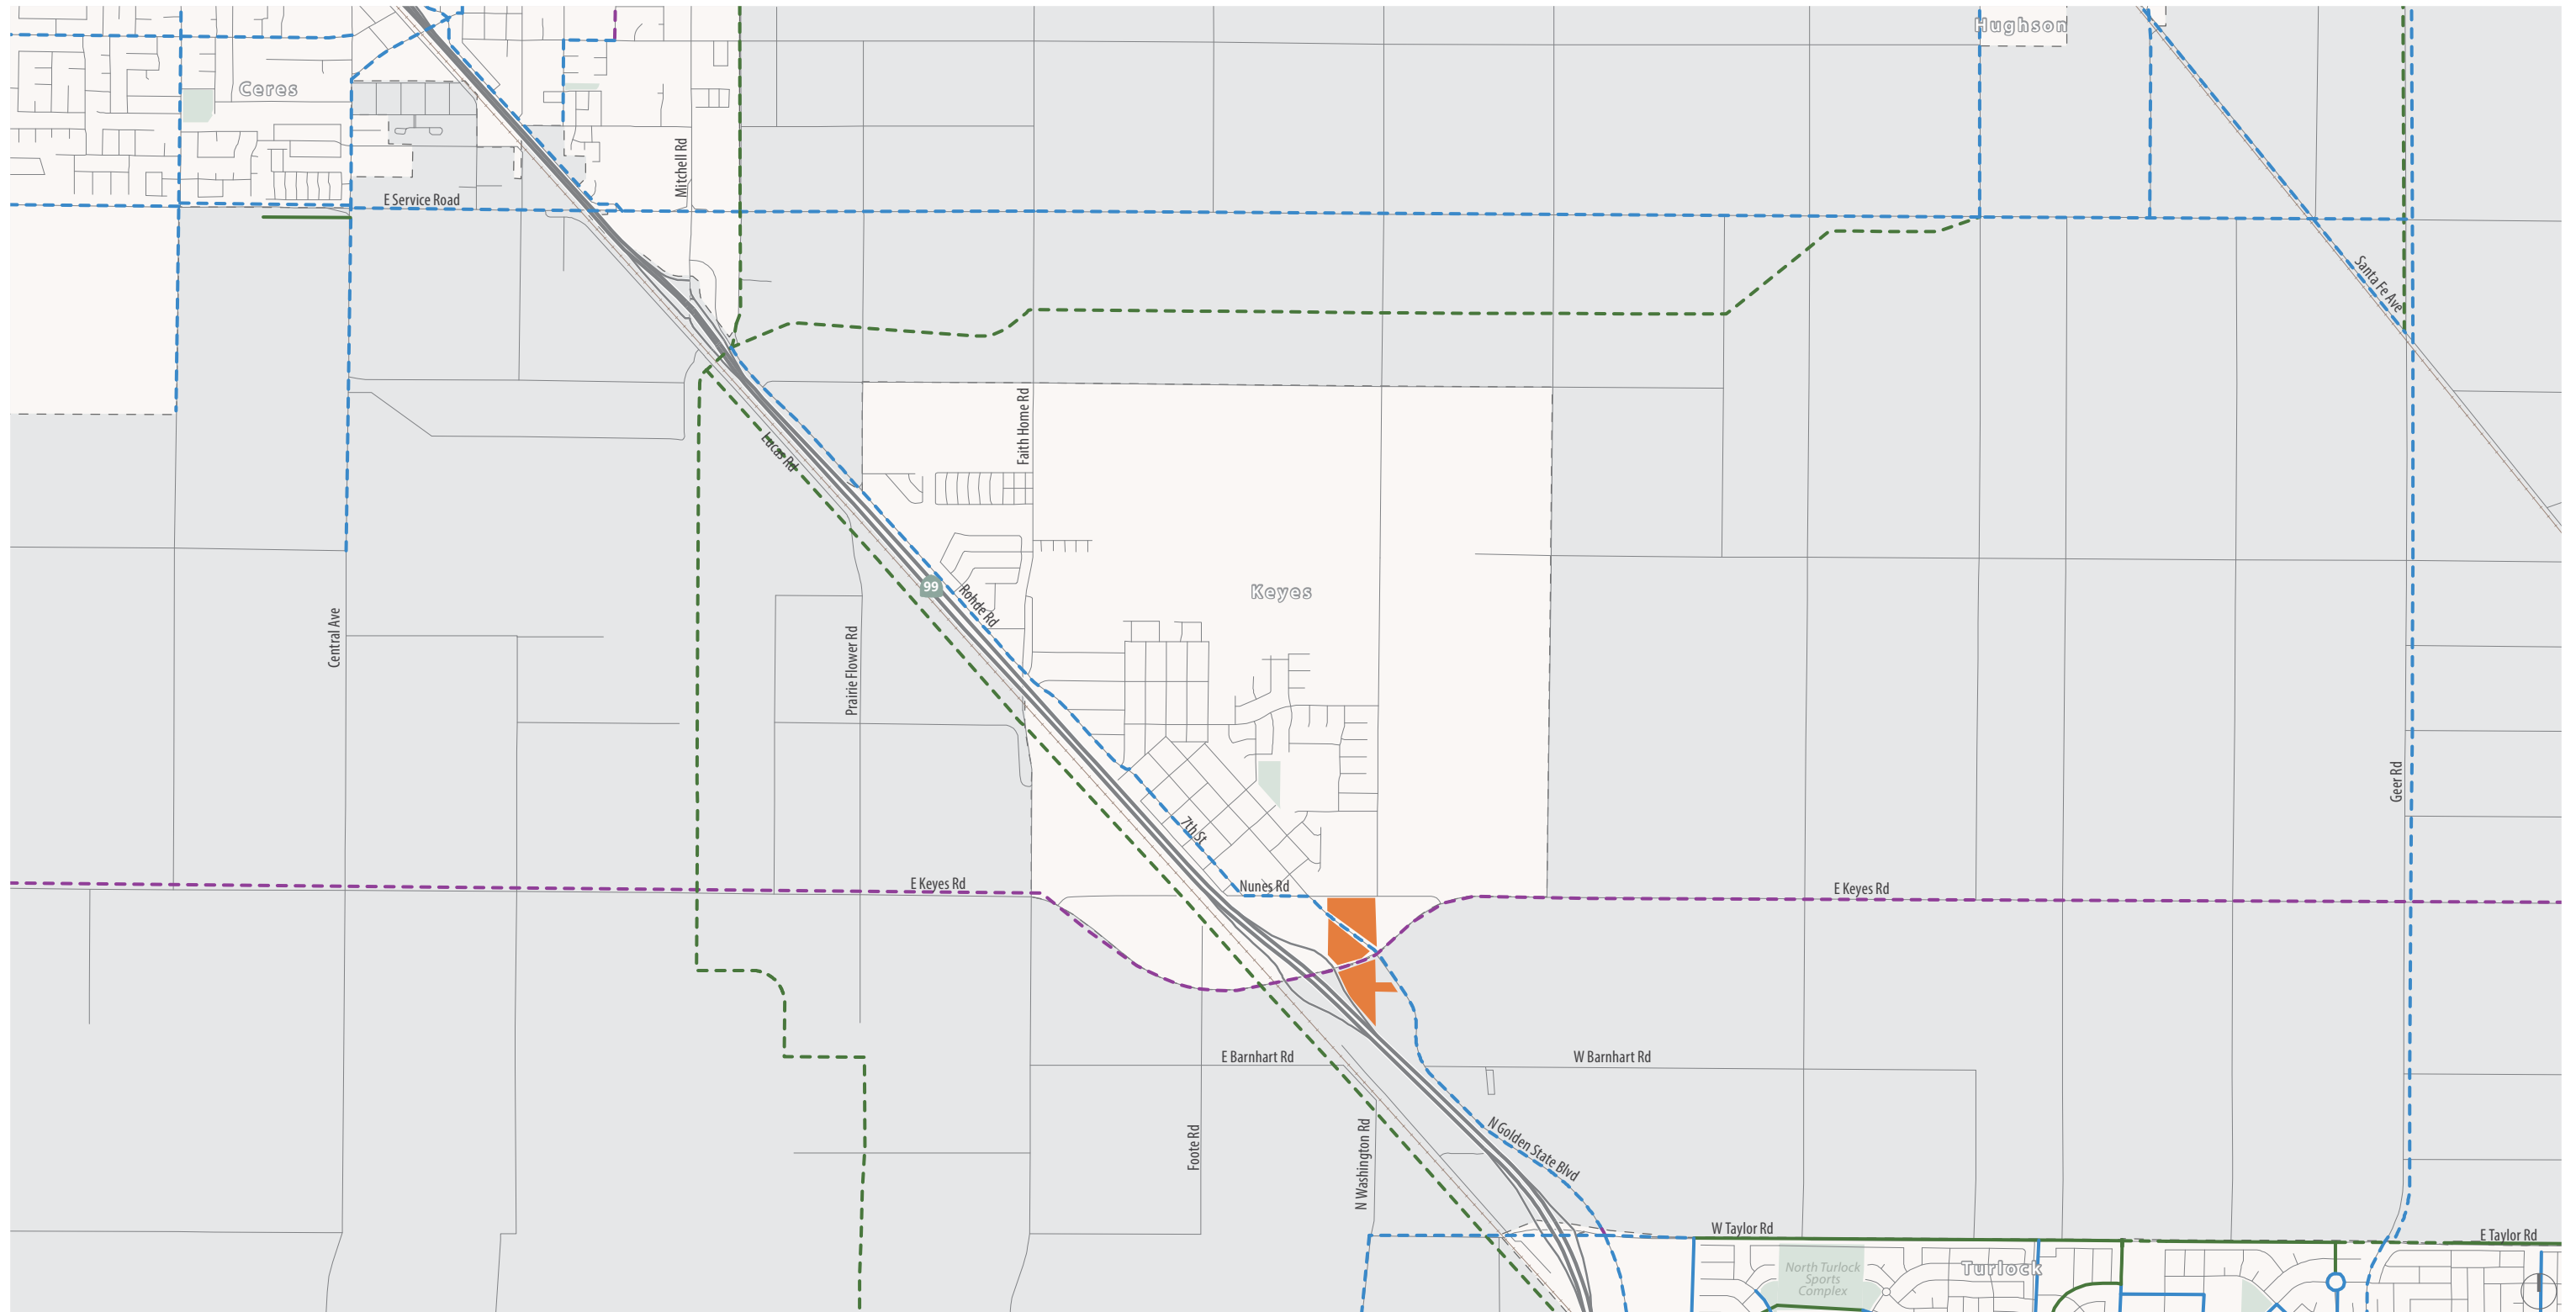 Hughson
Ceres
Mitchell Rd
E Service Road
Santa Fe Ave
Faith Home Rd
Lucas Rd
99
Rohde Rd
Keyes
Central Ave
Prairie Flower Rd
Geer Rd
7th St
E Keyes Rd
Nunes Rd
E Keyes Rd
E Barnhart Rd
W Barnhart Rd
Foote Rd
N Washington Rd
N Golden State Blvd
W Taylor Rd
E Taylor Rd
North Turlock
Sports
Complex
Turlock